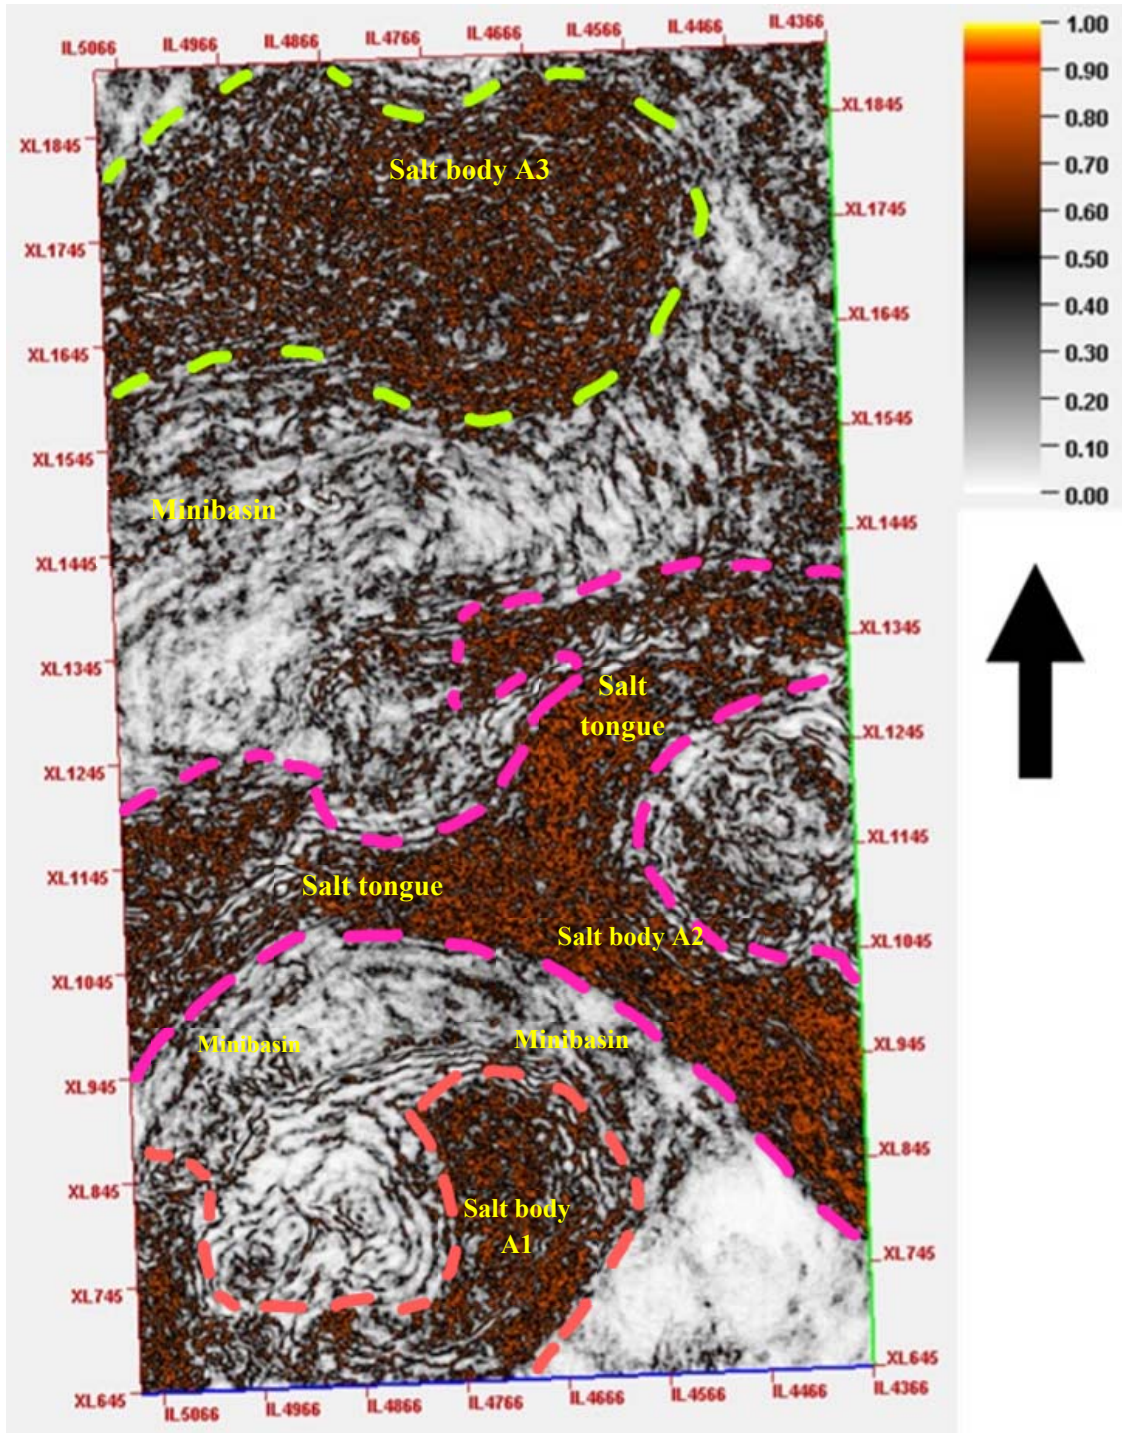 IL5066 IL4966 IL4866 IL4766 IL4666 IL4566 IL4466 IL4366
1.00
0.90
0.80
0.70
0.60
0.50
0.40
0.30
0.20
0.10
0.00
XL1845
XL1745
XL1645
XL1545
XL1445
XL1345
XL1245
XL1145
XL1045
XL945
XL845
XL745
XL645
Salt body A3
Minibasin
Salt
tongue
Salt tongue
Salt body A2
Minibasin
Minibasin
Salt body
A1
XL1845
XL1745
XL1645
XL1545
XL1445
XL1345
XL1245
XL1145
XL1045
XL945
XL845
XL745
XL645
IL5066 IL4966 IL4866 IL4766 IL4666 IL4566 IL4466 IL4366